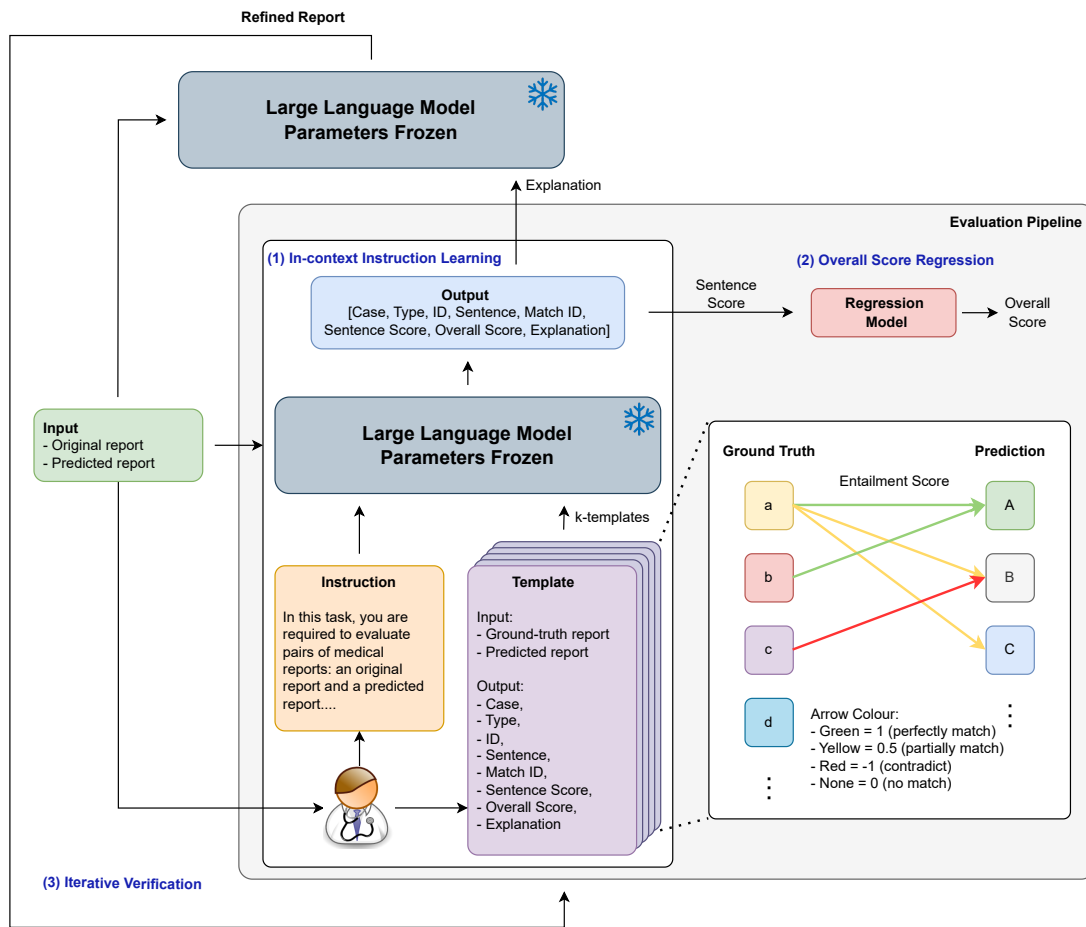 Refined Report
Large Language Model
Parameters Frozen
Explanation
Evaluation Pipeline
(1) In-context Instruction Learning
(2) Overall Score Regression
Output
[Case, Type, ID, Sentence, Match ID,
Sentence Score, Overall Score, Explanation]
Sentence
Score
Regression
Model
Overall
Score
Input
- Original report
- Predicted report
Large Language Model
Parameters Frozen
k-templates
Instruction
In this task, you are
required to evaluate
pairs of medical
reports: an original
report and a predicted
report....
Template
Input:
- Ground-truth report
- Predicted report
Output:
- Case,
- Type,
- ID,
- Sentence,
- Match ID,
- Sentence Score,
- Overall Score,
- Explanation
Ground Truth
Prediction
Entailment Score
a
A
b
B
c
C
d
Arrow Colour:
- Green = 1 (perfectly match)
- Yellow = 0.5 (partially match)
- Red = -1 (contradict)
- None = 0 (no match)
(3) Iterative Verification